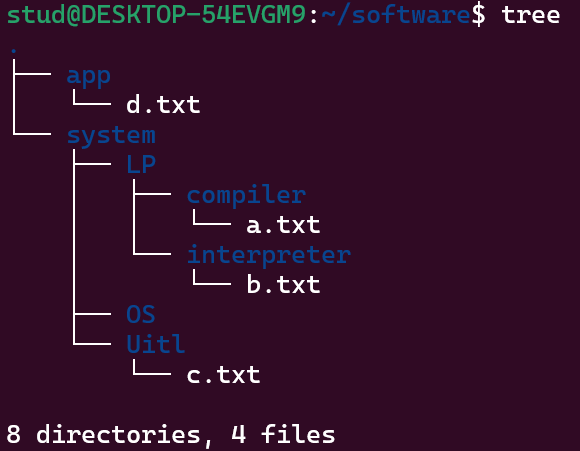 stud@DESKTOP-54EVGM9:~/software$ tree
.
├── app
│   └── d.txt
└── system
    ├── LP
    │   ├── compiler
    │   │   └── a.txt
    │   └── interpreter
    │       └── b.txt
    ├── OS
    └── Uitl
        └── c.txt
8 directories, 4 files